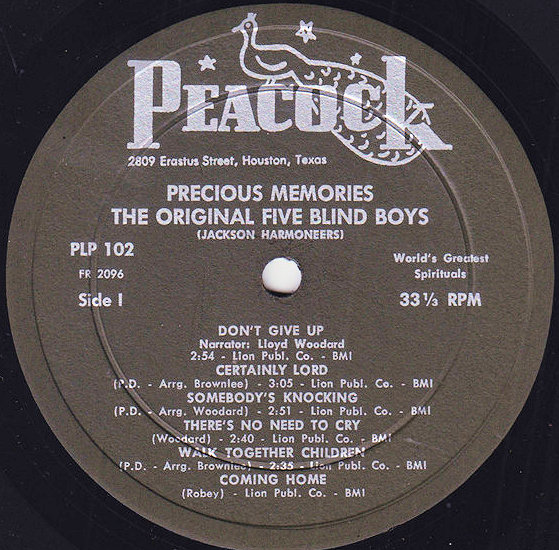 PEACOCK
2809 Erastus Street, Houston, Texas
PRECIOUS MEMORIES
THE ORIGINAL FIVE BLIND BOYS
(JACKSON HARMONEERS)
PLP 102
FR 2096
Side I
World's Greatest
Spirituals
33 1/3 RPM
DON'T GIVE UP
Narrator: Lloyd Woodard
2:54 - Lion Publ. Co. - BMI
CERTAINLY LORD
(P.D. - Arrg. Brownlee) - 3:05 - Lion Publ. Co. - BMI
SOMEBODY'S KNOCKING
(P.D. - Arrg. Woodard) - 2:51 - Lion Publ. Co. - BMI
THERE'S NO NEED TO CRY
(Woodard) - 2:40 - Lion Publ. Co. - BMI
WALK TOGETHER CHILDREN
(P.D. - Arrg. Brownlee) - 2:35 - Lion Publ. Co. - BMI
COMING HOME
(Robey) - Lion Publ. Co. - BMI